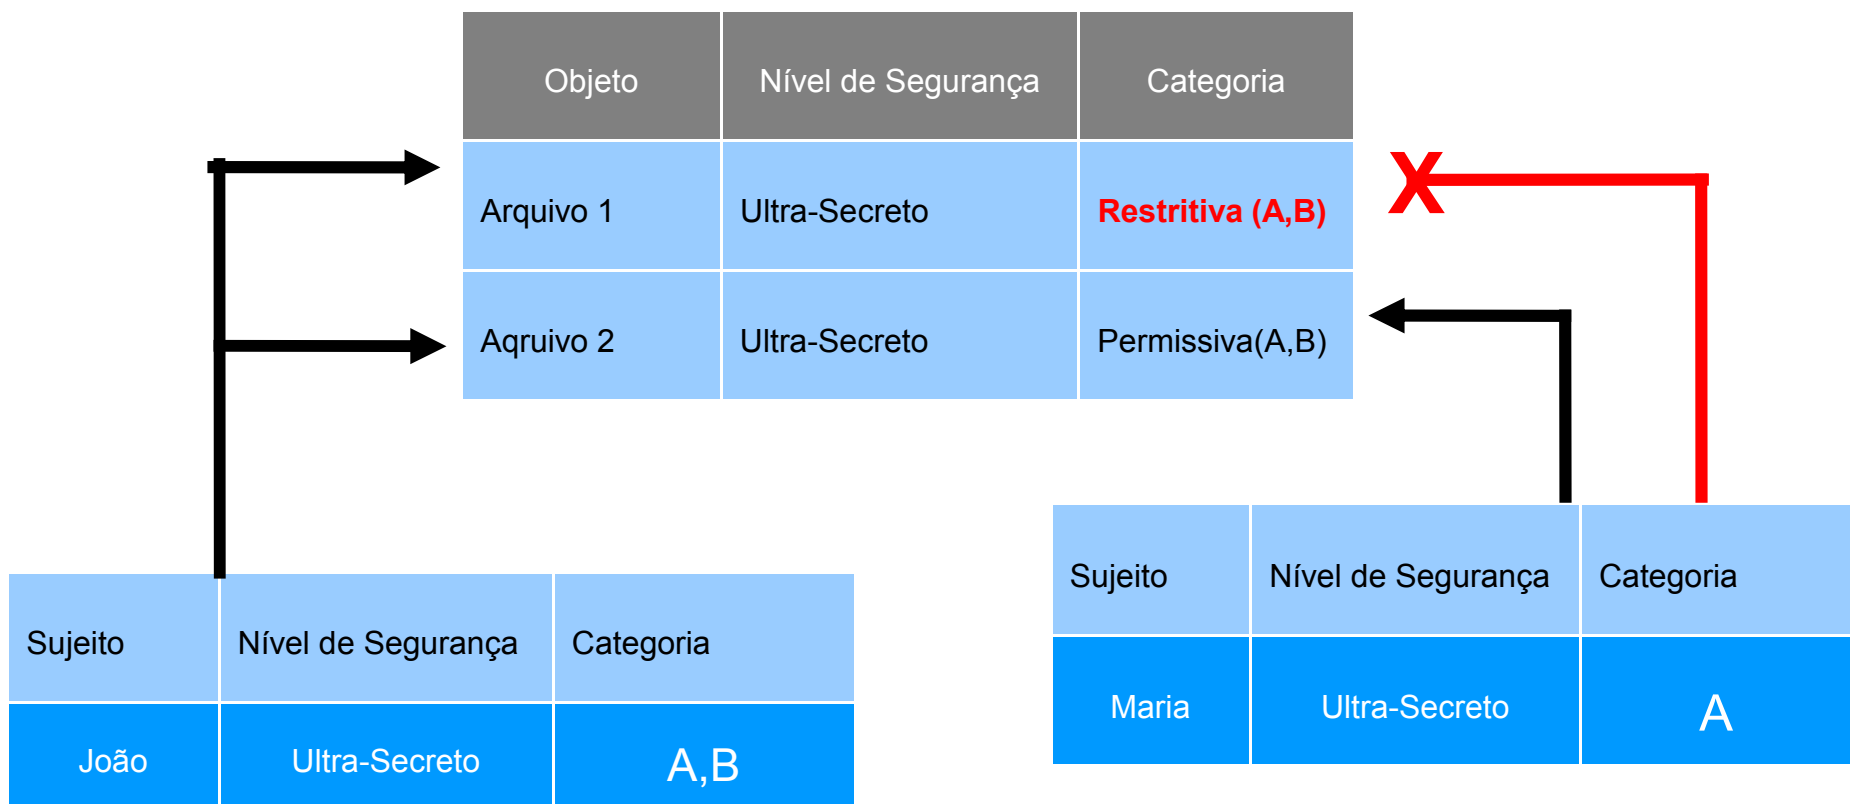 Objeto Nível de Segurança Categoria
Arquivo 1 Ultra-Secreto Restritiva (A,B)
X
Aqruivo 2 Ultra-Secreto Permissiva(A,B)
Sujeito Nível de Segurança Categoria
João Ultra-Secreto A,B
Sujeito Nível de Segurança Categoria
Maria Ultra-Secreto A